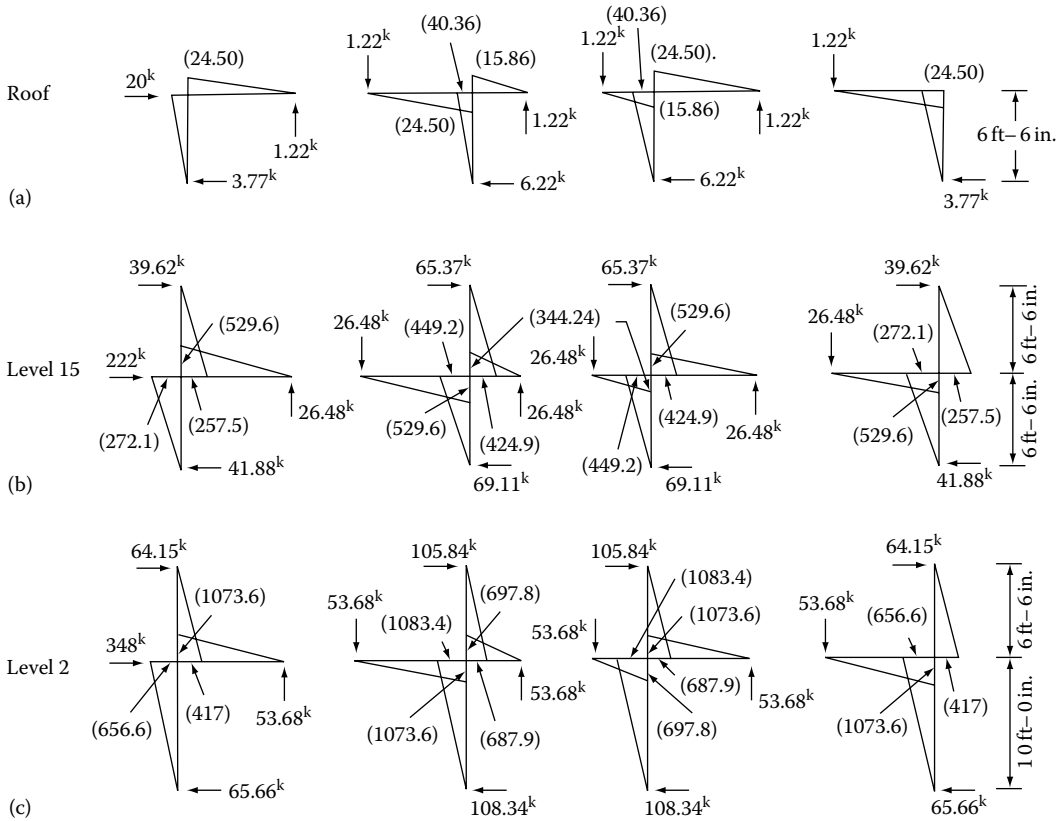 (40.36)
(40.36)
1.22ᵏ
(15.86)
1.22ᵏ
(24.50).
1.22ᵏ
(24.50)
20ᵏ
(24.50)
Roof
(24.50)
1.22ᵏ
(15.86)
1.22ᵏ
6 ft– 6 in.
1.22ᵏ
3.77ᵏ
6.22ᵏ
6.22ᵏ
3.77ᵏ
(a)
39.62ᵏ
65.37ᵏ
65.37ᵏ
39.62ᵏ
6 ft– 6 in.
(529.6)
26.48ᵏ
(449.2)
(344.24)
(529.6)
26.48ᵏ
(272.1)
26.48ᵏ
Level 15
222ᵏ
(272.1)
(257.5)
26.48ᵏ
(529.6)
(424.9)
26.48ᵏ
(449.2)
(424.9)
26.48ᵏ
(529.6)
(257.5)
6 ft– 6 in.
41.88ᵏ
69.11ᵏ
69.11ᵏ
41.88ᵏ
(b)
64.15ᵏ
105.84ᵏ
105.84ᵏ
64.15ᵏ
6 ft– 6 in.
(1073.6)
53.68ᵏ
(1083.4)
(697.8)
(1083.4)
(1073.6)
53.68ᵏ
53.68ᵏ
(656.6)
348ᵏ
Level 2
(656.6)
(417)
53.68ᵏ
(1073.6)
(687.9)
53.68ᵏ
(687.9)
(697.8)
53.68ᵏ
(1073.6)
(417)
10 ft– 0 in.
65.66ᵏ
108.34ᵏ
108.34ᵏ
65.66ᵏ
(c)